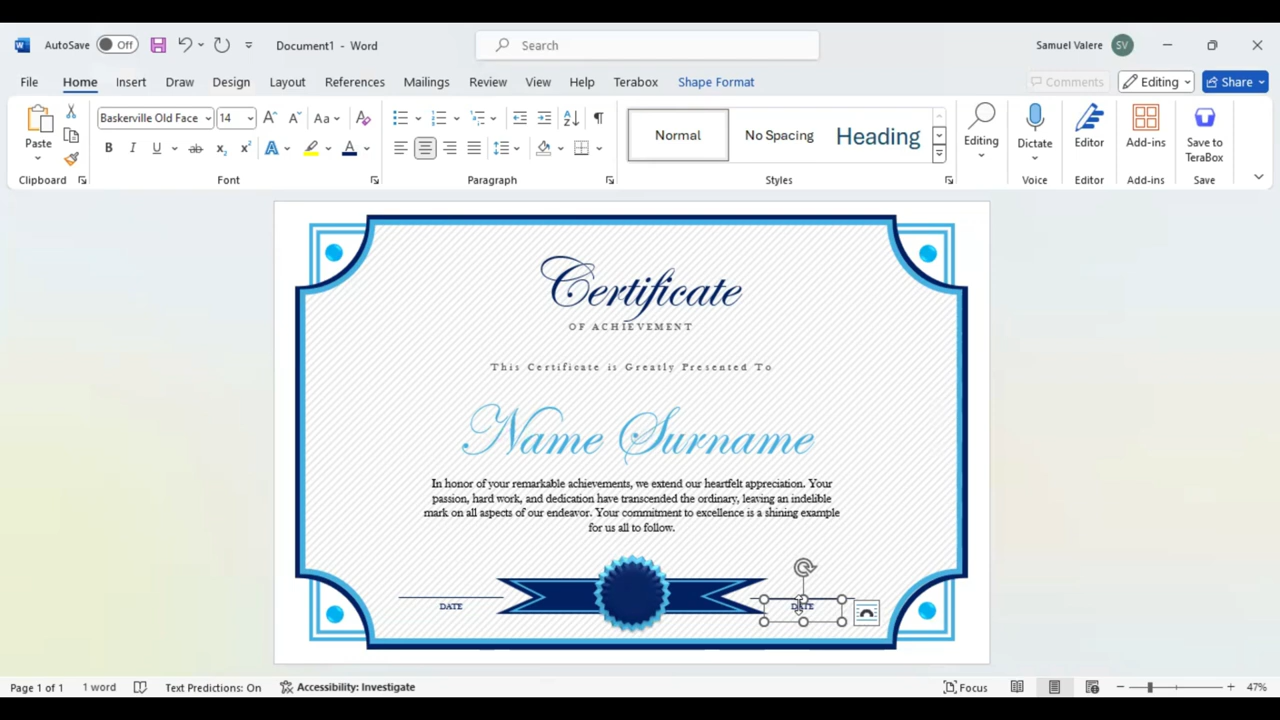 AutoSave Off Document1 - Word Search Samuel Valere SV
File Home Insert Draw Design Layout References Mailings Review View Help Terabox Shape Format Comments Editing Share
Paste
Clipboard
Baskerville Old Face 14 A A Aa A
B I U ab x2 x2 A A
Font
Paragraph
Normal No Spacing Heading
Styles
Editing
Dictate
Voice
Editor
Editor
Add-ins
Add-ins
Save to
TeraBox
Save
Certificate
OF ACHIEVEMENT
This Certificate is Greatly Presented To
Name Surname
In honor of your remarkable achievements, we extend our heartfelt appreciation. Your
passion, hard work, and dedication have transcended the ordinary, leaving an indelible
mark on all aspects of our endeavor. Your commitment to excellence is a shining example
for us all to follow.
DATE DATE
Page 1 of 1 1 word Text Predictions: On Accessibility: Investigate Focus 47%